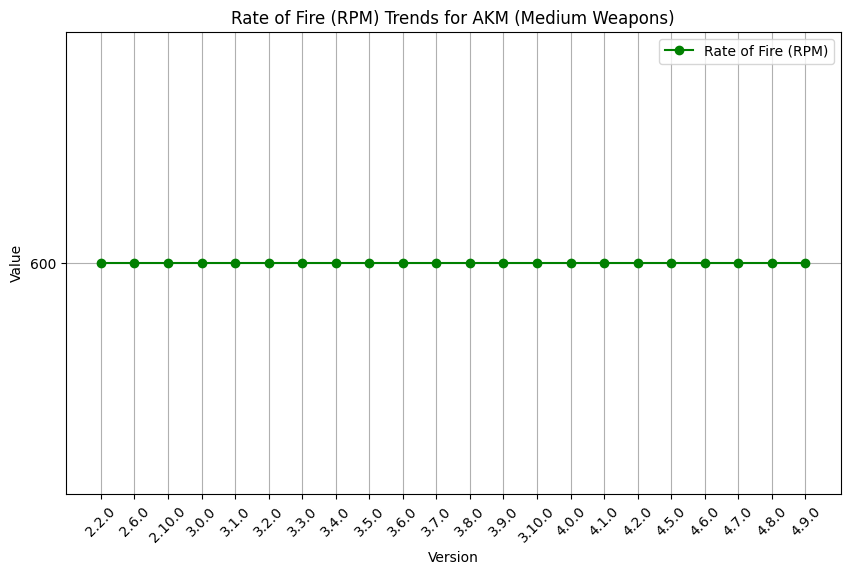 Rate of Fire (RPM) Trends for AKM (Medium Weapons)
Rate of Fire (RPM)
Value
600
2.2.0 2.6.0 2.10.0 3.0.0 3.1.0 3.2.0 3.3.0 3.4.0 3.5.0 3.6.0 3.7.0 3.8.0 3.9.0 3.10.0 4.0.0 4.1.0 4.2.0 4.5.0 4.6.0 4.7.0 4.8.0 4.9.0
Version